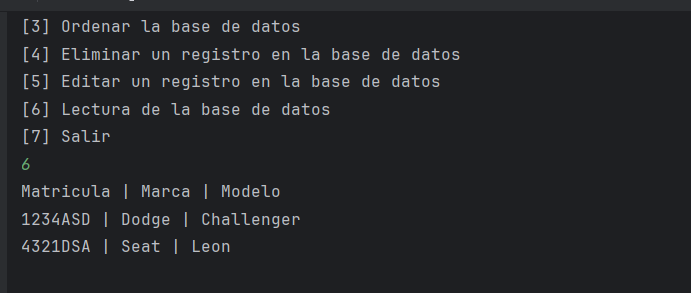 [3] Ordenar la base de datos
[4] Eliminar un registro en la base de datos
[5] Editar un registro en la base de datos
[6] Lectura de la base de datos
[7] Salir
6
Matricula | Marca | Modelo
1234ASD | Dodge | Challenger
4321DSA | Seat | Leon